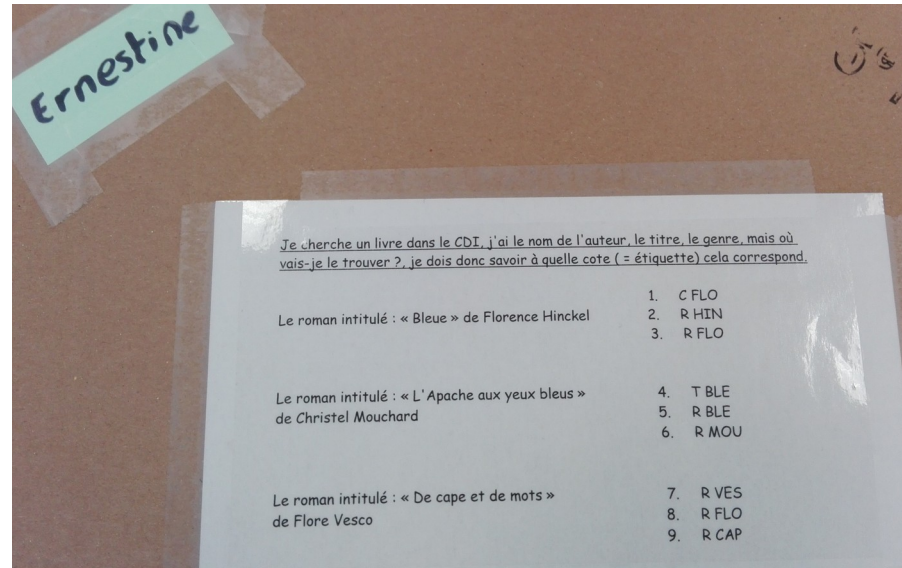 Ernestine
Je cherche un livre dans le CDI, j'ai le nom de l'auteur, le titre, le genre, mais où
vais-je le trouver ?, je dois donc savoir à quelle cote ( = étiquette) cela correspond.
Le roman intitulé : « Bleue » de Florence Hinckel
1. C FLO
2. R HIN
3. R FLO
Le roman intitulé : « L'Apache aux yeux bleus »
de Christel Mouchard
4. T BLE
5. R BLE
6. R MOU
Le roman intitulé : « De cape et de mots »
de Flore Vesco
7. R VES
8. R FLO
9. R CAP